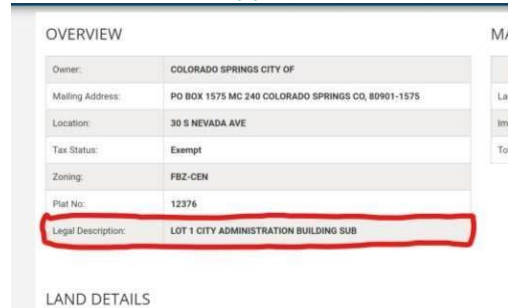 OVERVIEW
MA
Owner: COLORADO SPRINGS CITY OF
Mailing Address: PO BOX 1575 MC 240 COLORADO SPRINGS CO, 80901-1575
La
Location: 30 S NEVADA AVE
Im
Tax Status: Exempt
To
Zoning: FBZ-CEN
Plat No: 12376
Legal Description: LOT 1 CITY ADMINISTRATION BUILDING SUB
LAND DETAILS